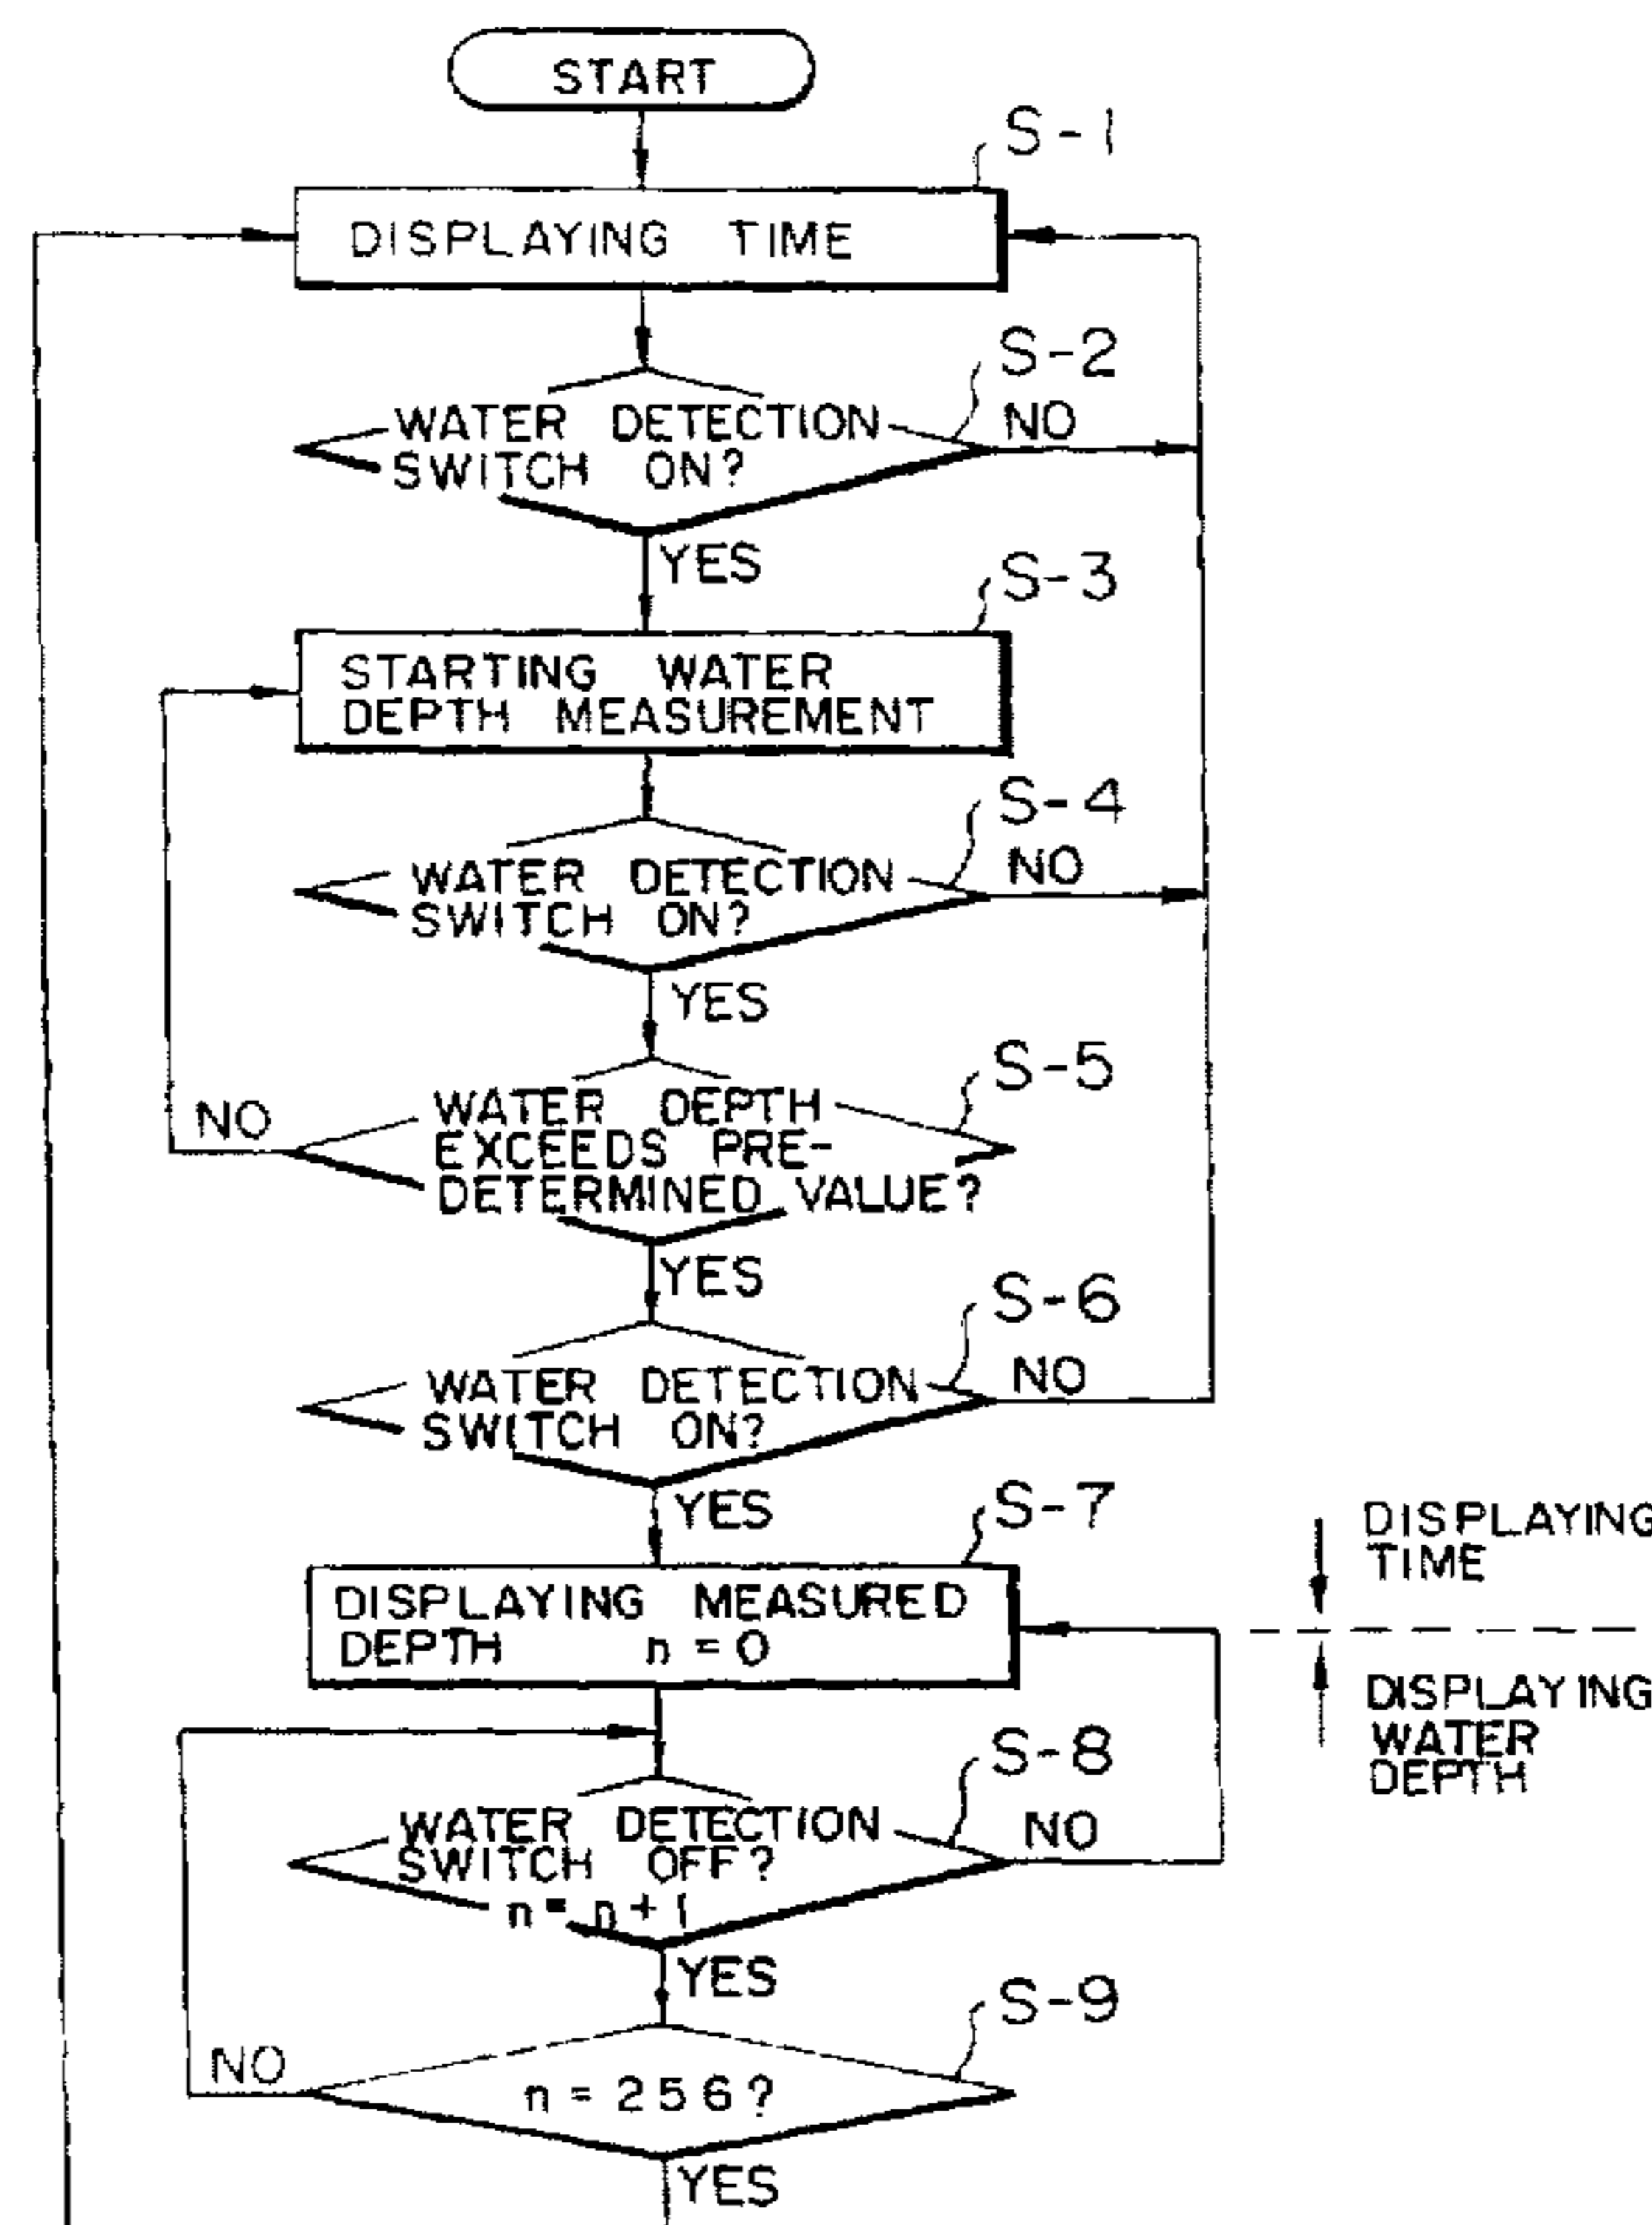 START
S-1
DISPLAYING TIME
S-2
WATER DETECTION
SWITCH ON?
NO
YES
S-3
STARTING WATER
DEPTH MEASUREMENT
S-4
WATER DETECTION
SWITCH ON?
NO
YES
S-5
WATER DEPTH
EXCEEDS PRE-
DETERMINED VALUE?
NO
YES
S-6
WATER DETECTION
SWITCH ON?
NO
YES
S-7
DISPLAYING MEASURED
DEPTH n = 0
DISPLAYING
TIME
DISPLAYING
WATER
DEPTH
S-8
WATER DETECTION
SWITCH OFF?
n = n + 1
NO
YES
S-9
n = 256?
NO
YES